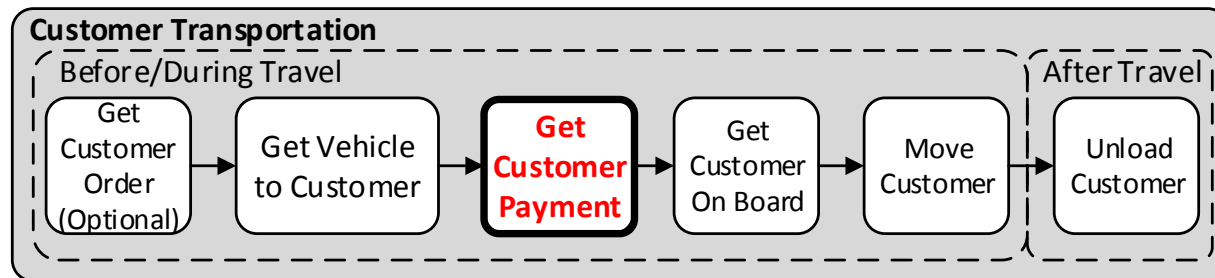 Customer Transportation
Before/During Travel
After Travel
Get
Customer
Order
(Optional)
Get Vehicle
to Customer
Get
Customer
Payment
Get
Customer
On Board
Move
Customer
Unload
Customer